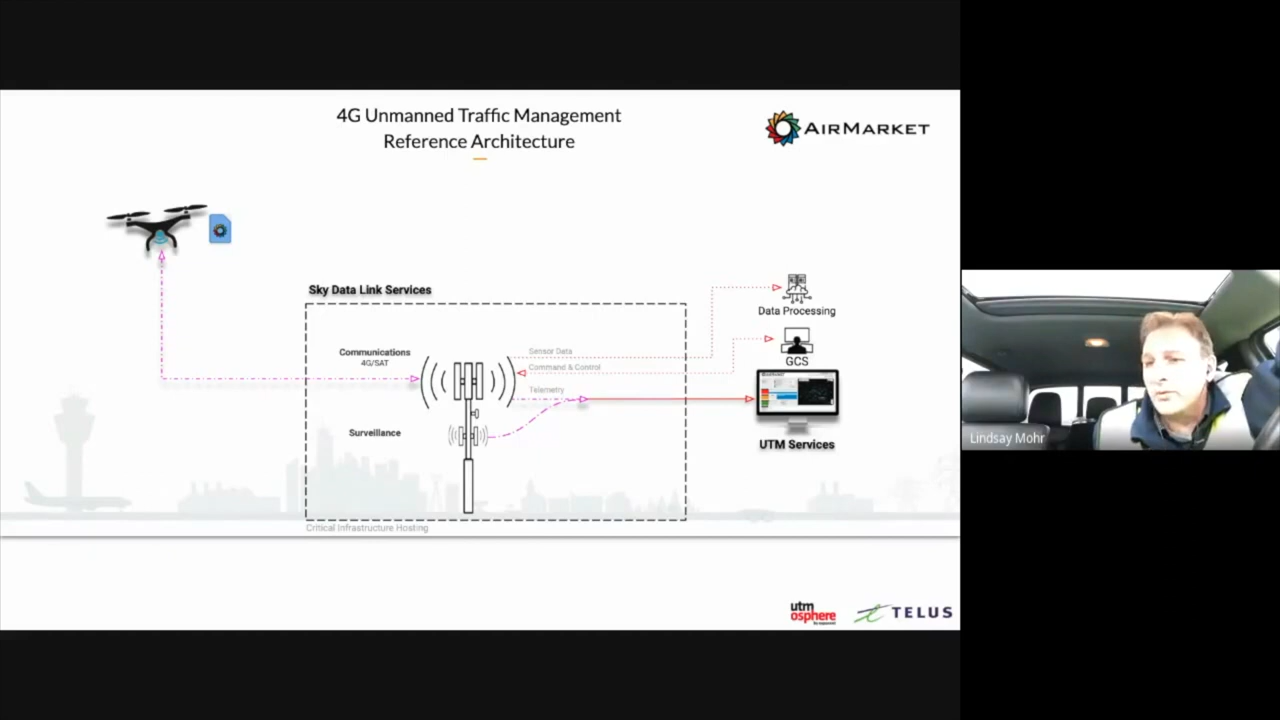 4G Unmanned Traffic Management
Reference Architecture
AIRMARKET
Sky Data Link Services
Communications
4G/SAT
Surveillance
Sensor Data
Command & Control
Telemetry
Critical Infrastructure Hosting
Data Processing
GCS
UTM Services
utm
osphere
TELUS
Lindsay Mohr